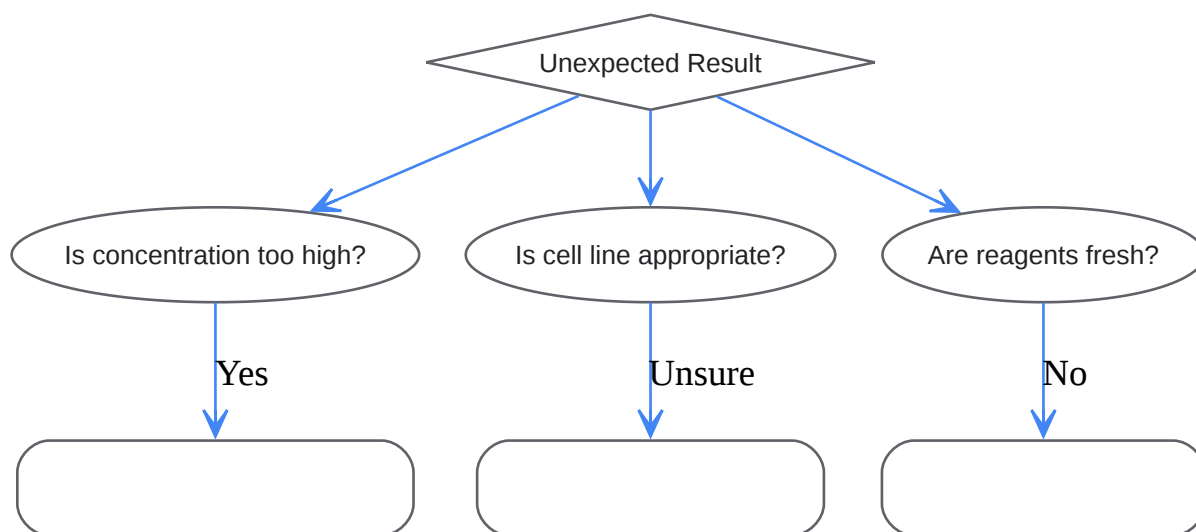 Unexpected Result
Is concentration too high?
Is cell line appropriate?
Are reagents fresh?
Yes
Unsure
No